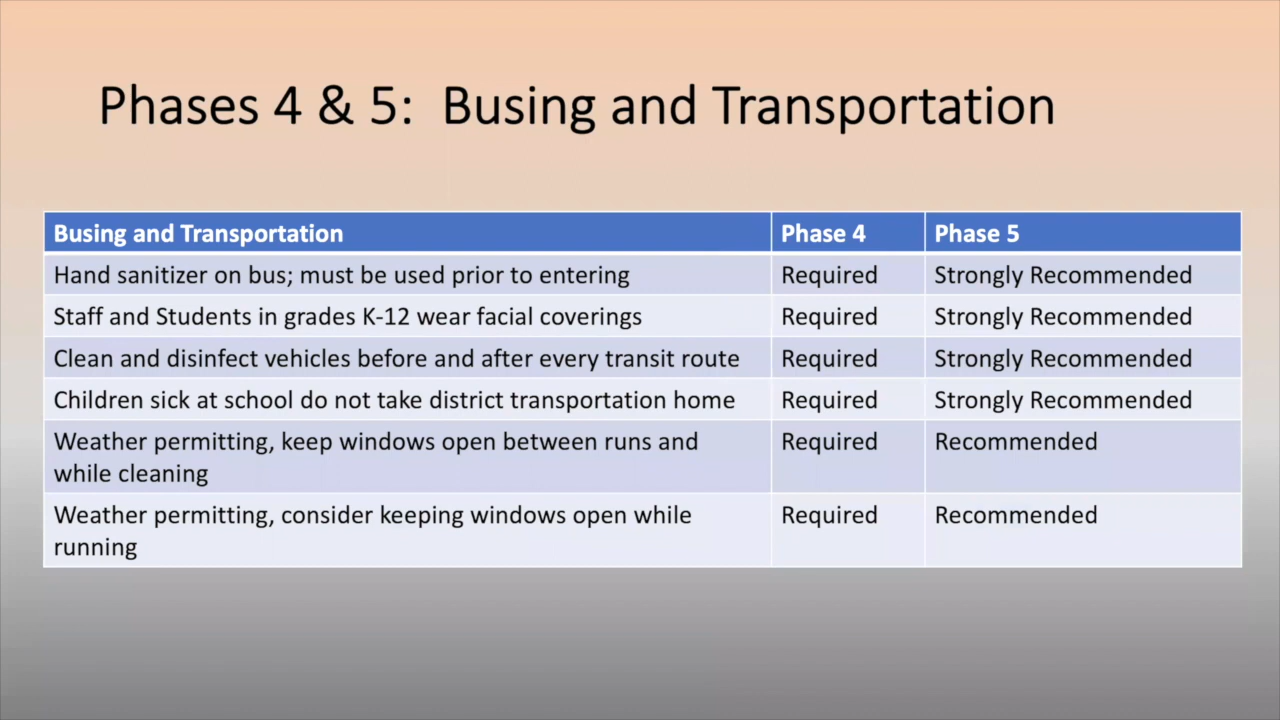 Phases 4 & 5: Busing and Transportation
Busing and Transportation Phase 4 Phase 5
Hand sanitizer on bus; must be used prior to entering Required Strongly Recommended
Staff and Students in grades K-12 wear facial coverings Required Strongly Recommended
Clean and disinfect vehicles before and after every transit route Required Strongly Recommended
Children sick at school do not take district transportation home Required Strongly Recommended
Weather permitting, keep windows open between runs and Required Recommended
while cleaning
Weather permitting, consider keeping windows open while Required Recommended
running